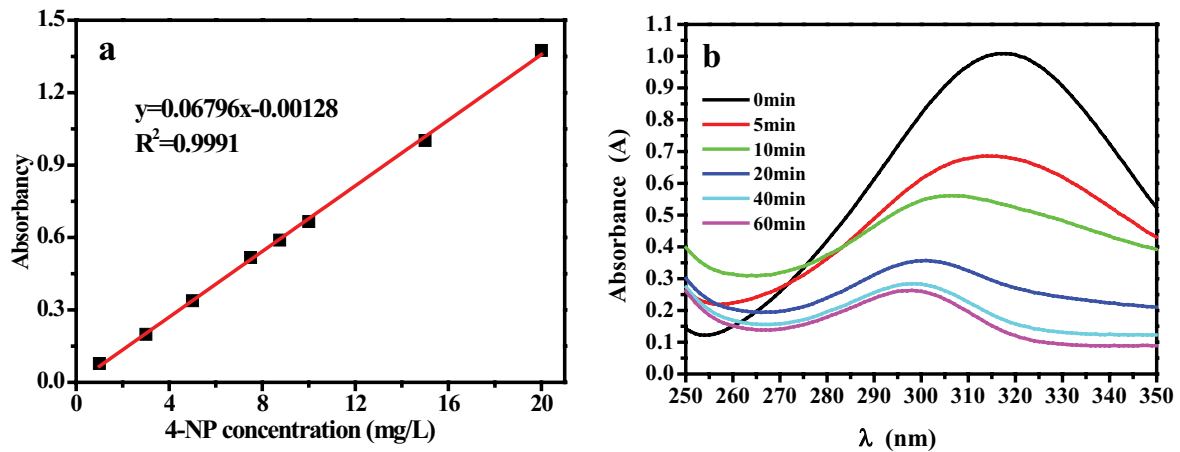 a
y=0.06796x-0.00128
R²=0.9991
Absorbancy
1.5
1.2
0.9
0.6
0.3
0.0
0 4 8 12 16 20
4-NP concentration (mg/L)
b
0min
5min
10min
20min
40min
60min
Absorbance (A)
1.1
1.0
0.9
0.8
0.7
0.6
0.5
0.4
0.3
0.2
0.1
0.0
250 260 270 280 290 300 310 320 330 340 350
λ (nm)